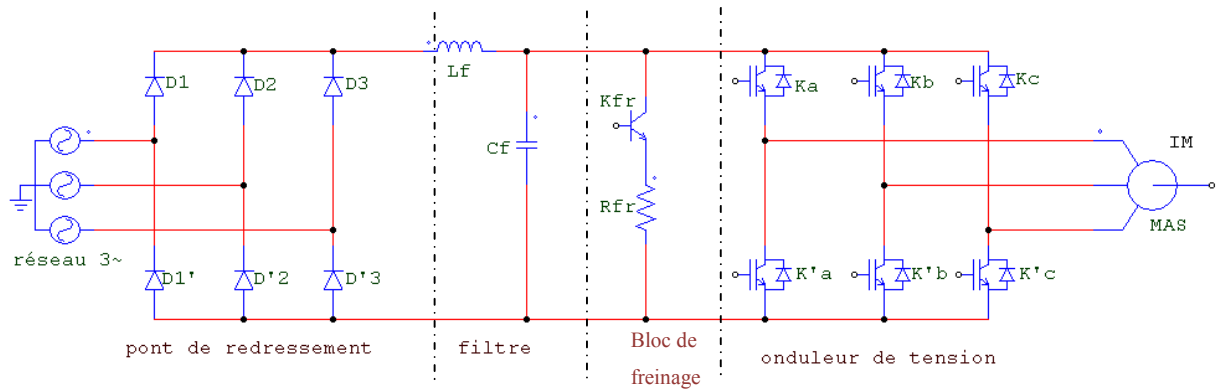 D1
D2
D3
Lf
Cf
Kfr
Rfr
Ka
Kb
Kc
IM
MAS
réseau 3~
D1'
D'2
D'3
K'a
K'b
K'c
pont de redressement
filtre
Bloc de
freinage
onduleur de tension